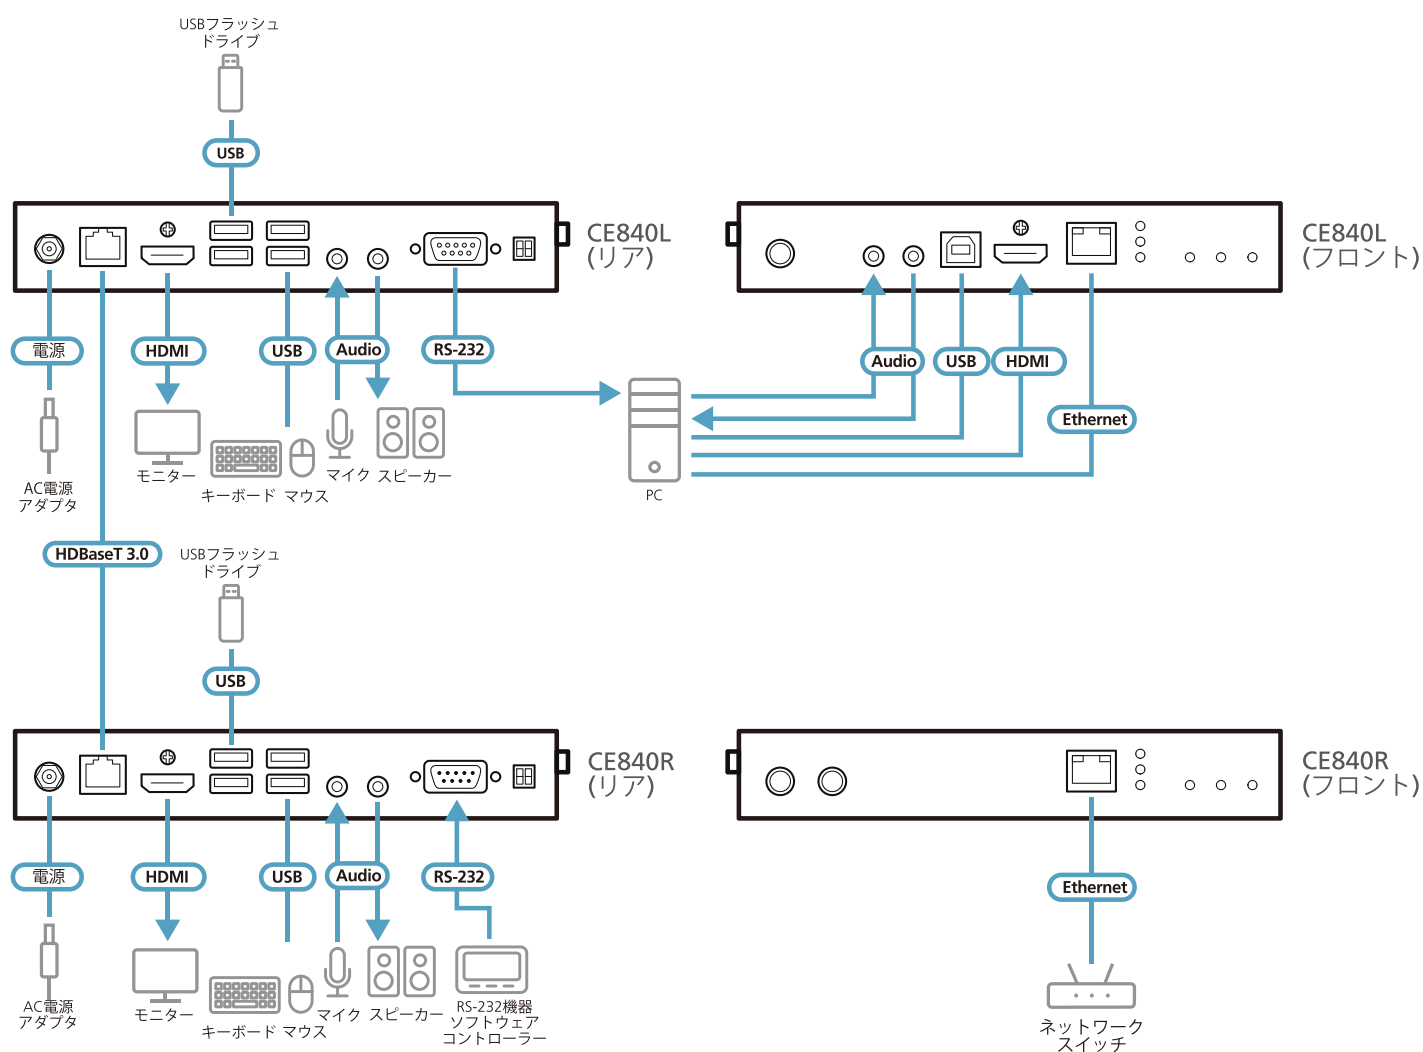 USBフラッシュ
ドライブ
USB
CE840L
(リア)
CE840L
(フロント)
電源
HDMI
USB
Audio
RS-232
Audio
USB
HDMI
Ethernet
モニター
キーボード
マウス
マイク
スピーカー
AC電源
アダプタ
PC
HDBaseT 3.0
USBフラッシュ
ドライブ
USB
CE840R
(リア)
CE840R
(フロント)
電源
HDMI
USB
Audio
RS-232
Ethernet
AC電源
アダプタ
モニター
キーボード
マウス
マイク
スピーカー
RS-232機器
ソフトウェア
コントローラー
ネットワーク
スイッチ